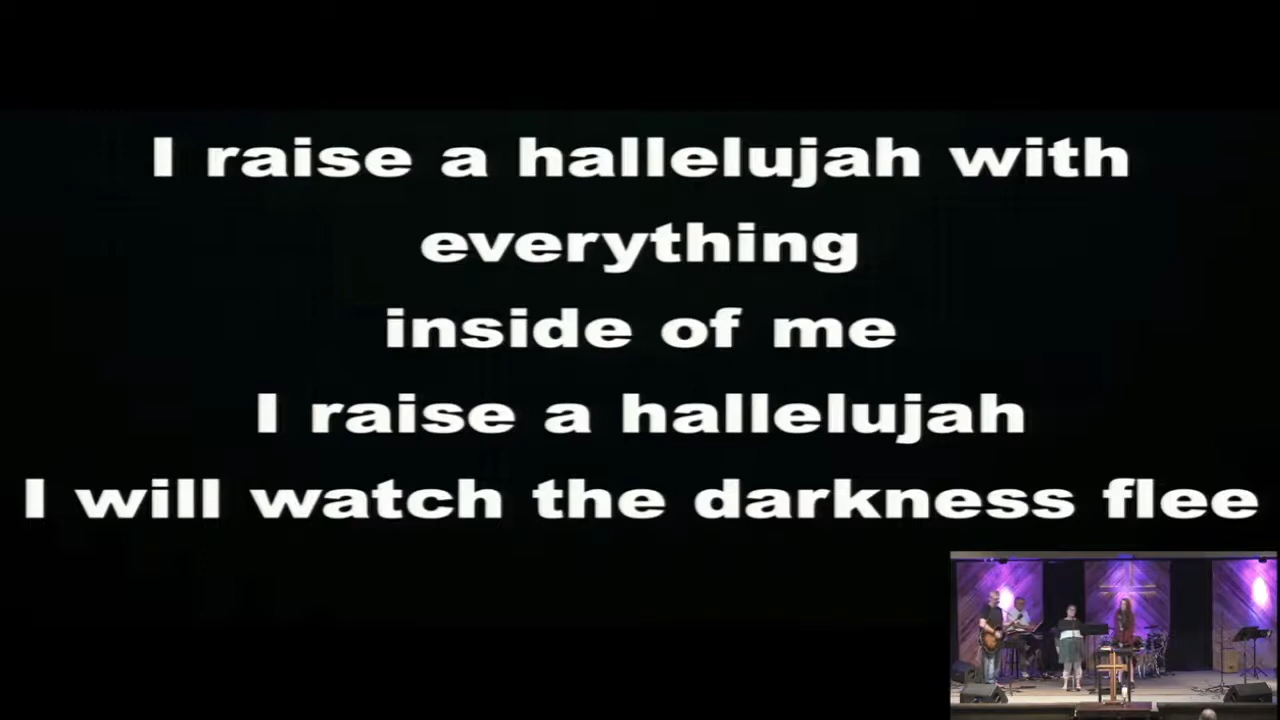 I raise a hallelujah with
everything
inside of me
I raise a hallelujah
I will watch the darkness flee